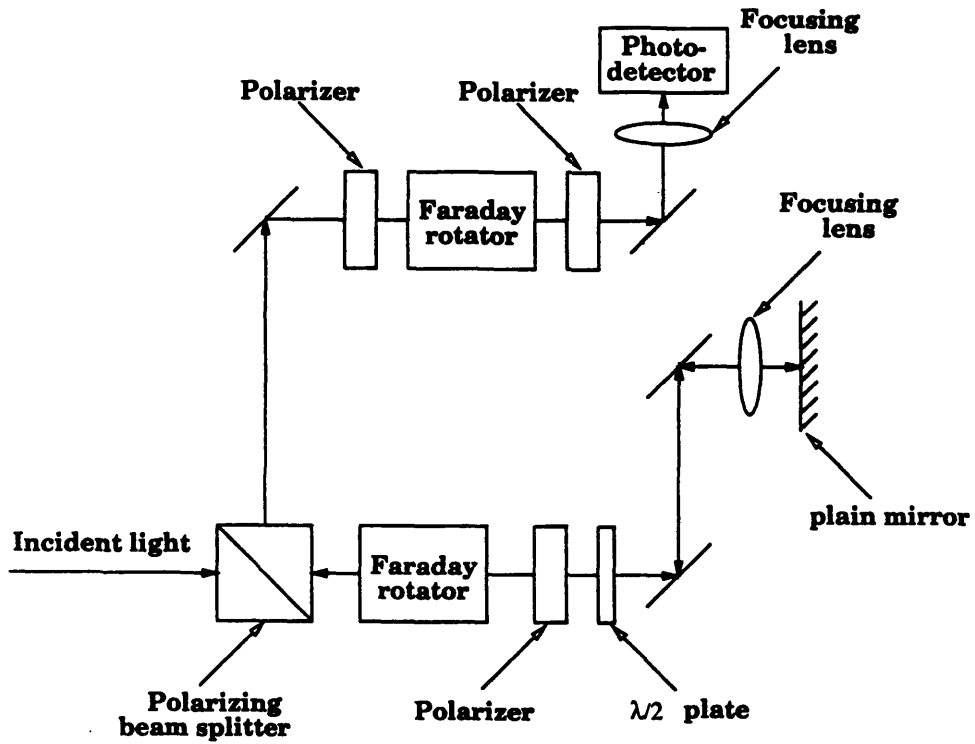 Focusing
lens
Photo-
detector
Polarizer
Polarizer
Faraday
rotator
Focusing
lens
plain mirror
Incident light
Faraday
rotator
Polarizing
beam splitter
Polarizer
λ/2 plate